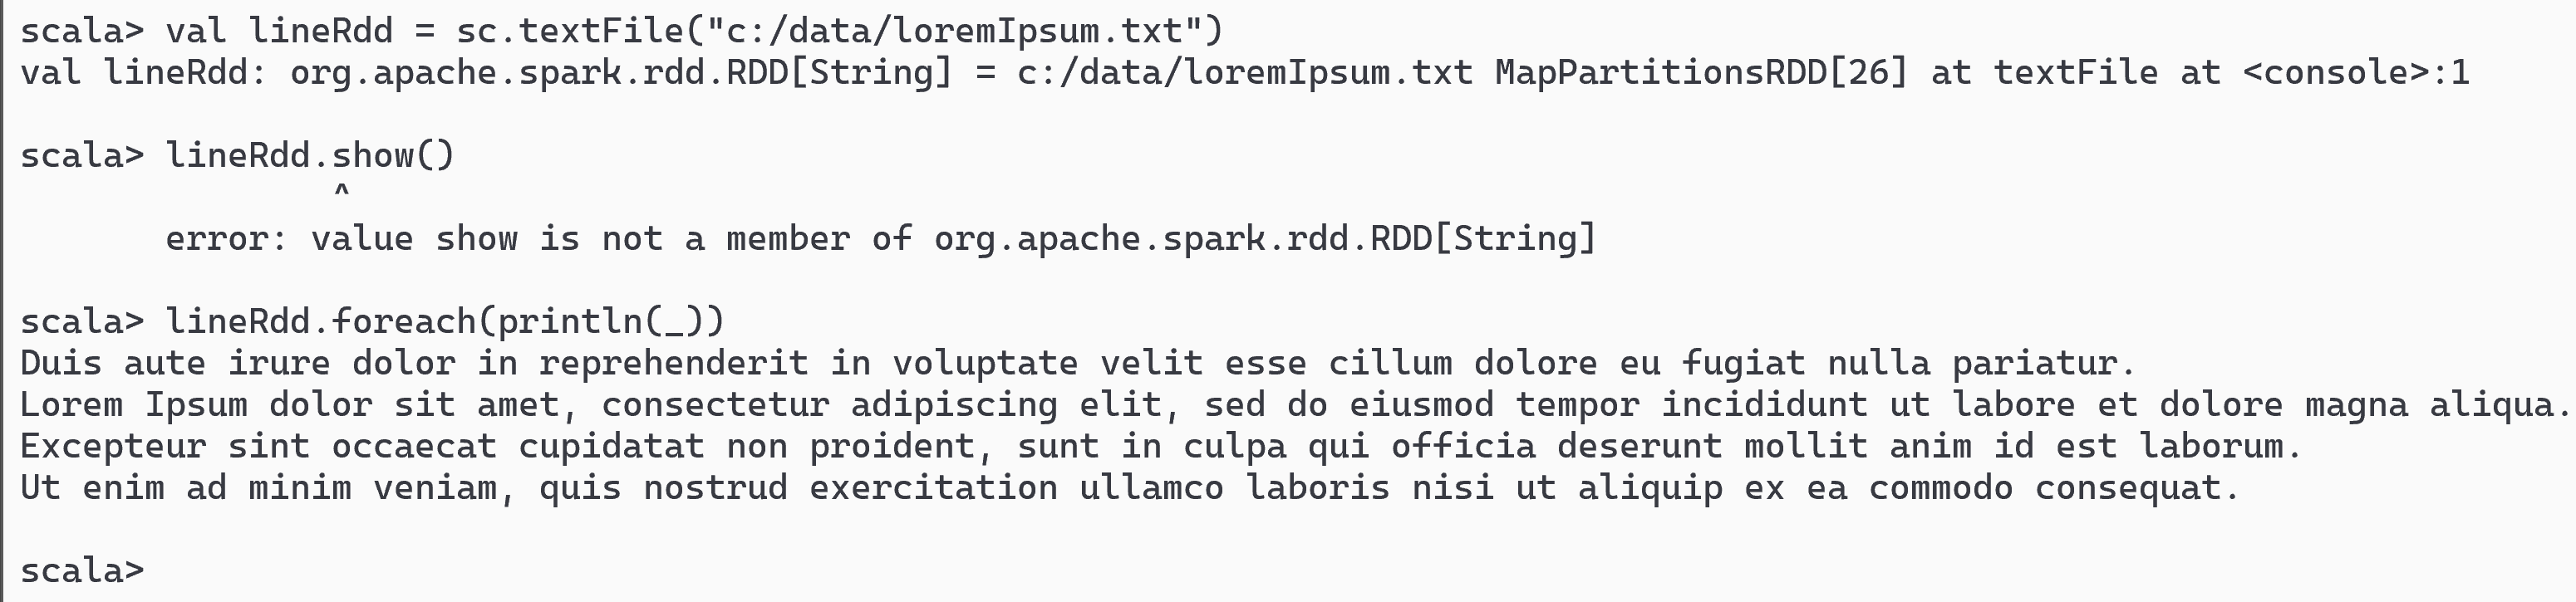 scala> val lineRdd = sc.textFile("c:/data/loremIpsum.txt")
val lineRdd: org.apache.spark.rdd.RDD[String] = c:/data/loremIpsum.txt MapPartitionsRDD[26] at textFile at <console>:1
scala> lineRdd.show()
^
error: value show is not a member of org.apache.spark.rdd.RDD[String]
scala> lineRdd.foreach(println(_))
Duis aute irure dolor in reprehenderit in voluptate velit esse cillum dolore eu fugiat nulla pariatur.
Lorem Ipsum dolor sit amet, consectetur adipiscing elit, sed do eiusmod tempor incididunt ut labore et dolore magna aliqua.
Excepteur sint occaecat cupidatat non proident, sunt in culpa qui officia deserunt mollit anim id est laborum.
Ut enim ad minim veniam, quis nostrud exercitation ullamco laboris nisi ut aliquip ex ea commodo consequat.
scala>